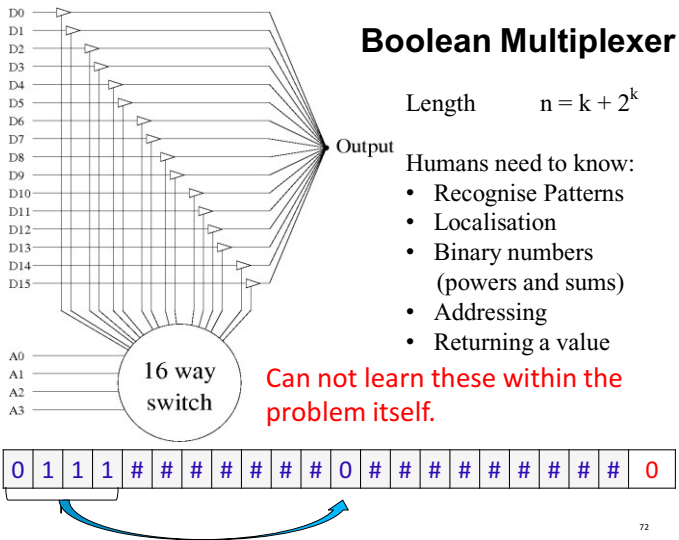 Boolean Multiplexer
D0
D1
D2
D3
D4
D5
D6
D7
D8
D9
D10
D11
D12
D13
D14
D15
Output
A0
A1
A2
A3
16 way
switch
Length n = k + 2^k
Humans need to know:
• Recognise Patterns
• Localisation
• Binary numbers
(powers and sums)
• Addressing
• Returning a value
Can not learn these within the
problem itself.
0 1 1 1 # # # # # # # 0 # # # # # # # # # 0
72